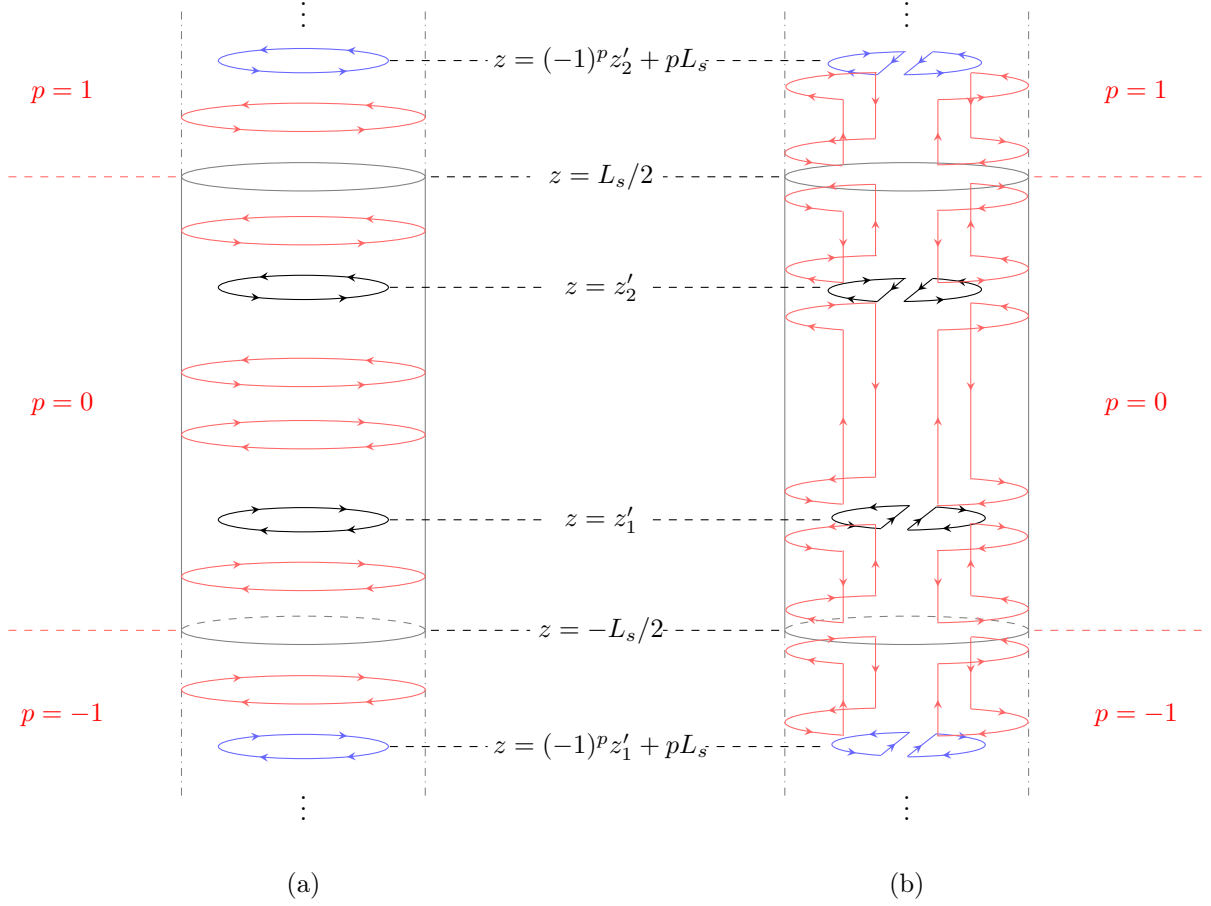 ⋮ ⋮
z = (-1)^p z'_2 + pL_s
p = 1 p = 1
z = L_s/2
z = z'_2
p = 0 p = 0
z = z'_1
z = -L_s/2
p = -1 p = -1
z = (-1)^p z'_1 + pL_s
⋮ ⋮
(a) (b)